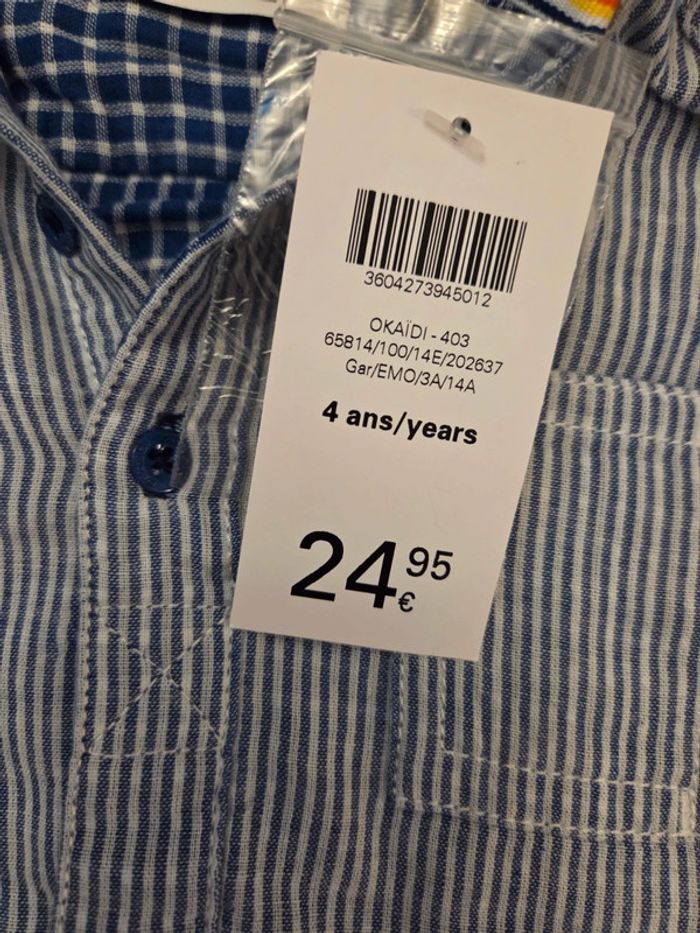 3604273945012
OKAÏDI - 403
65814/100/14E/202637
Gar/EMO/3A/14A
4 ans/years
24 95
€